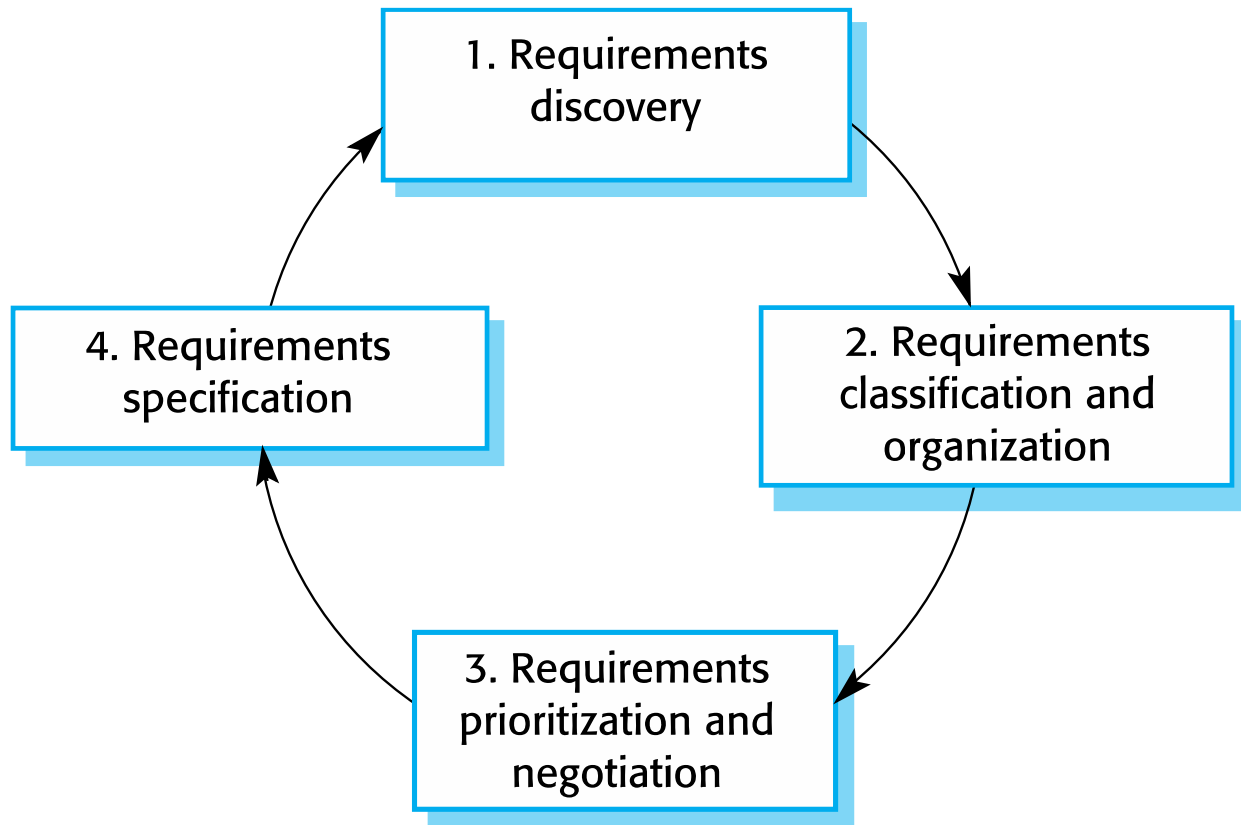 1. Requirements
discovery
4. Requirements
specification
2. Requirements
classification and
organization
3. Requirements
prioritization and
negotiation